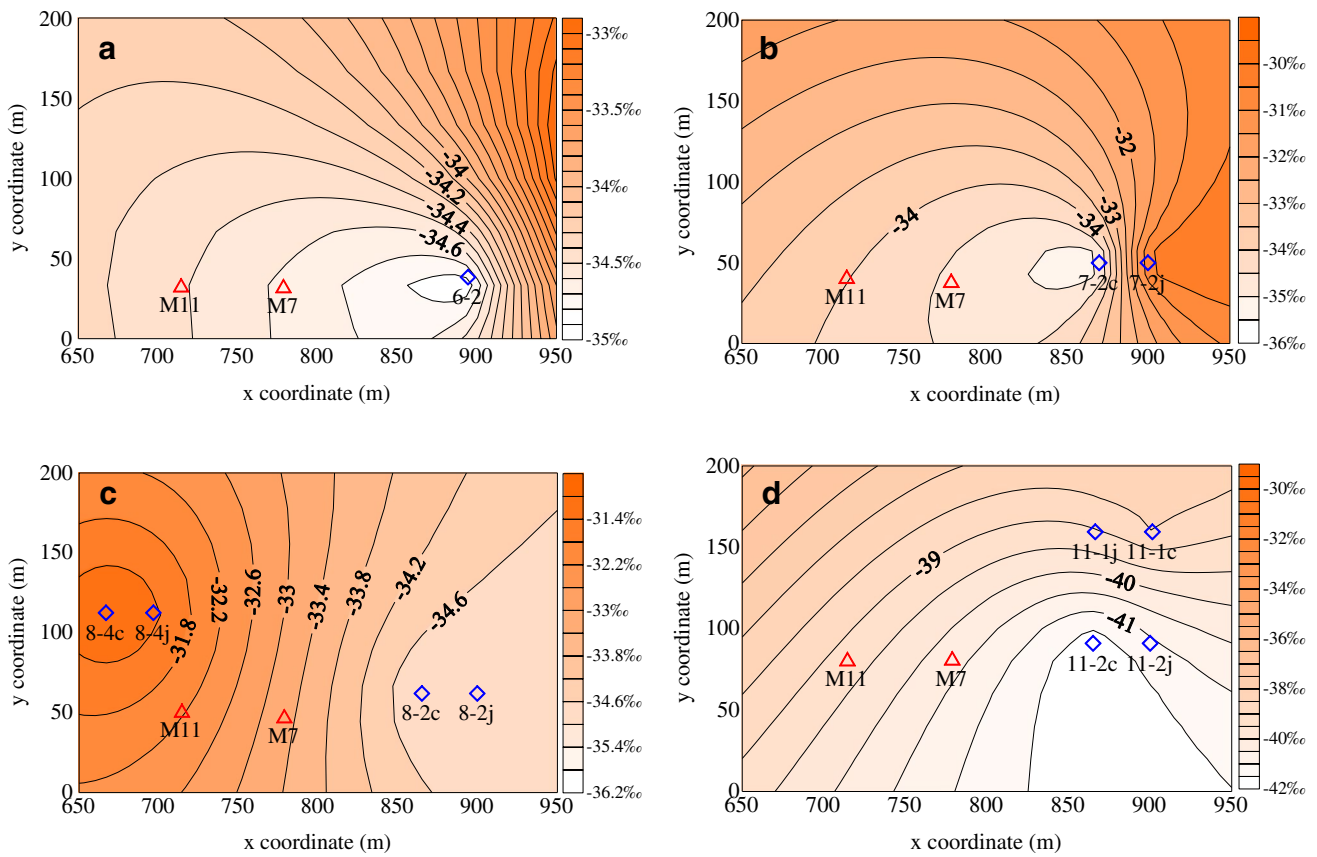 a
200
150
100
50
0
y coordinate (m)
-34
-34.2
-34.4
-34.6
M11
M7
6-2
650 700 750 800 850 900 950
x coordinate (m)
-33‰
-33.5‰
-34‰
-34.5‰
-35‰
b
200
150
100
50
0
y coordinate (m)
-32
-33
-34
-34
M11
M7
7-2c 7-2j
650 700 750 800 850 900 950
x coordinate (m)
-30‰
-31‰
-32‰
-33‰
-34‰
-35‰
-36‰
c
200
150
100
50
0
y coordinate (m)
-31.8
-32.2
-32.6
-33
-33.4
-33.8
-34.2
-34.6
8-4c 8-4j
M11
M7
8-2c 8-2j
650 700 750 800 850 900 950
x coordinate (m)
-31.4‰
-32.2‰
-33‰
-33.8‰
-34.6‰
-35.4‰
-36.2‰
d
200
150
100
50
0
y coordinate (m)
-39
-40
-41
11-1j 11-1c
M11
M7
11-2c 11-2j
650 700 750 800 850 900 950
x coordinate (m)
-30‰
-32‰
-34‰
-36‰
-38‰
-40‰
-42‰